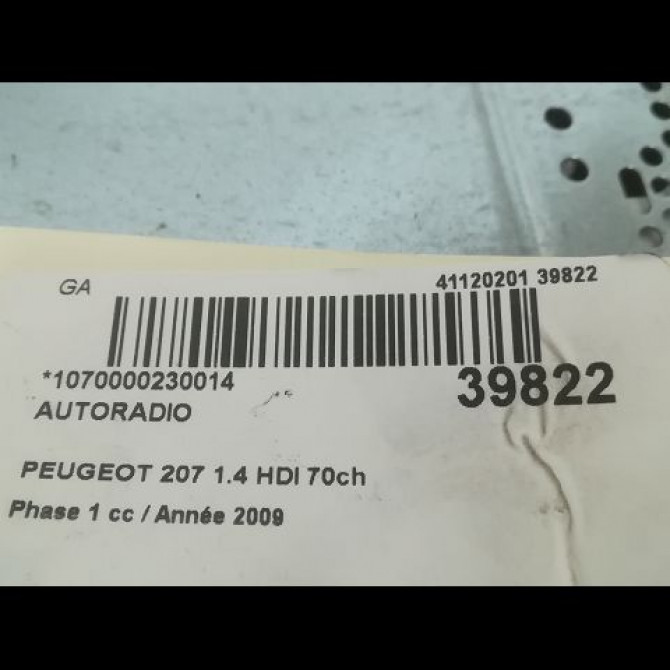 GA 41120201 39822
*1070000230014 39822
AUTORADIO
PEUGEOT 207 1.4 HDI 70ch
Phase 1 cc / Année 2009